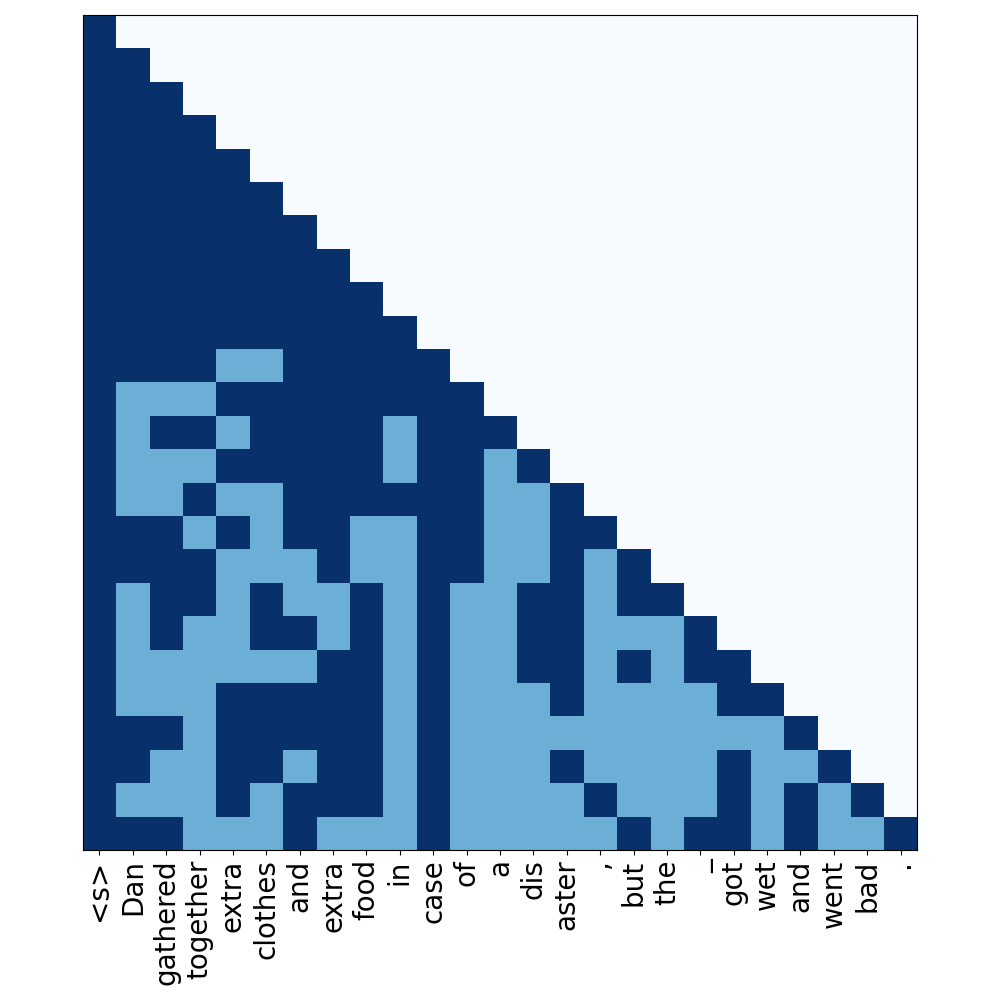 <s> Dan gathered together extra clothes and extra food in case of a dis aster , but the _ got wet and went bad .